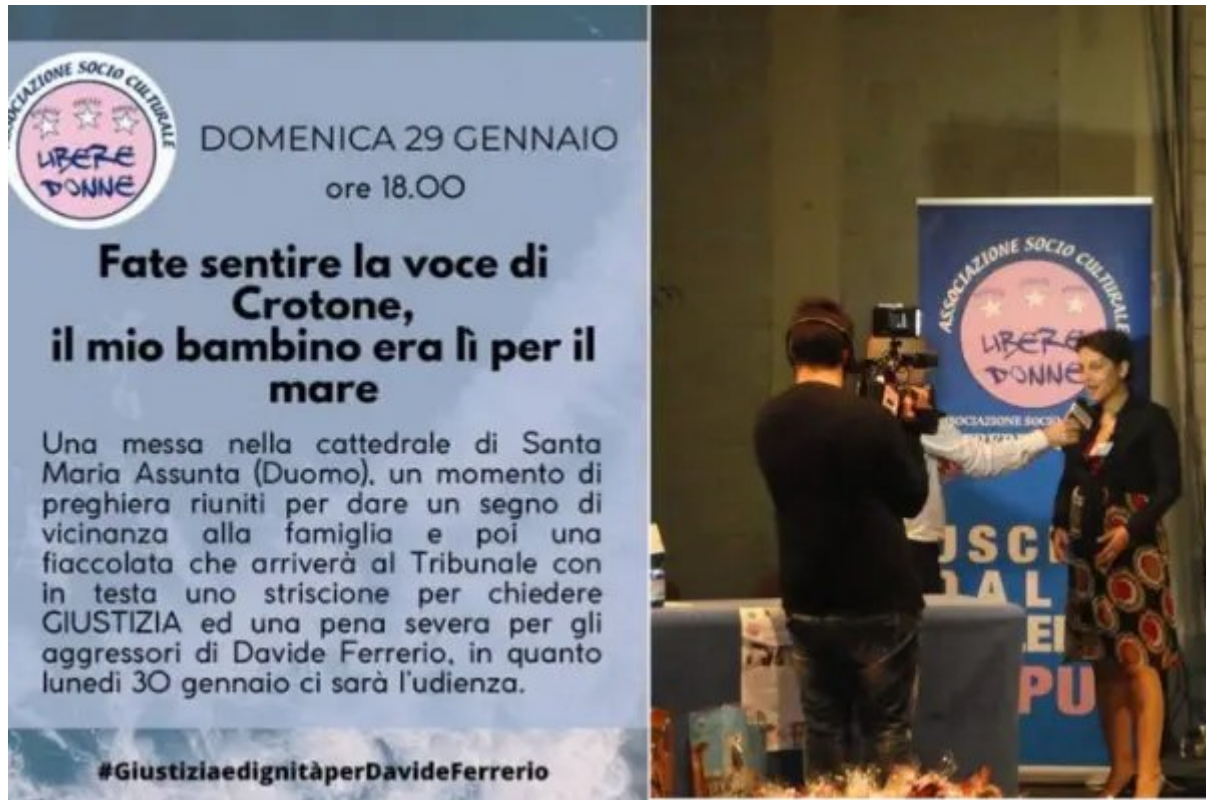 ASSOCIAZIONE SOCIO CULTURALE
LIBERE
DONNE
DOMENICA 29 GENNAIO
ore 18.00
Fate sentire la voce di
Crotone,
il mio bambino era lì per il
mare
Una messa nella cattedrale di Santa
Maria Assunta (Duomo), un momento di
preghiera riuniti per dare un segno di
vicinanza alla famiglia e poi una
fiaccolata che arriverà al Tribunale con
in testa uno striscione per chiedere
GIUSTIZIA ed una pena severa per gli
aggressori di Davide Ferrerio, in quanto
lunedì 30 gennaio ci sarà l'udienza.
#GiustiziaedignitàperDavideFerrerio
ASSOCIAZIONE SOCIO CULTURALE
LIBERE
DONNE
USCI
DAL
PU